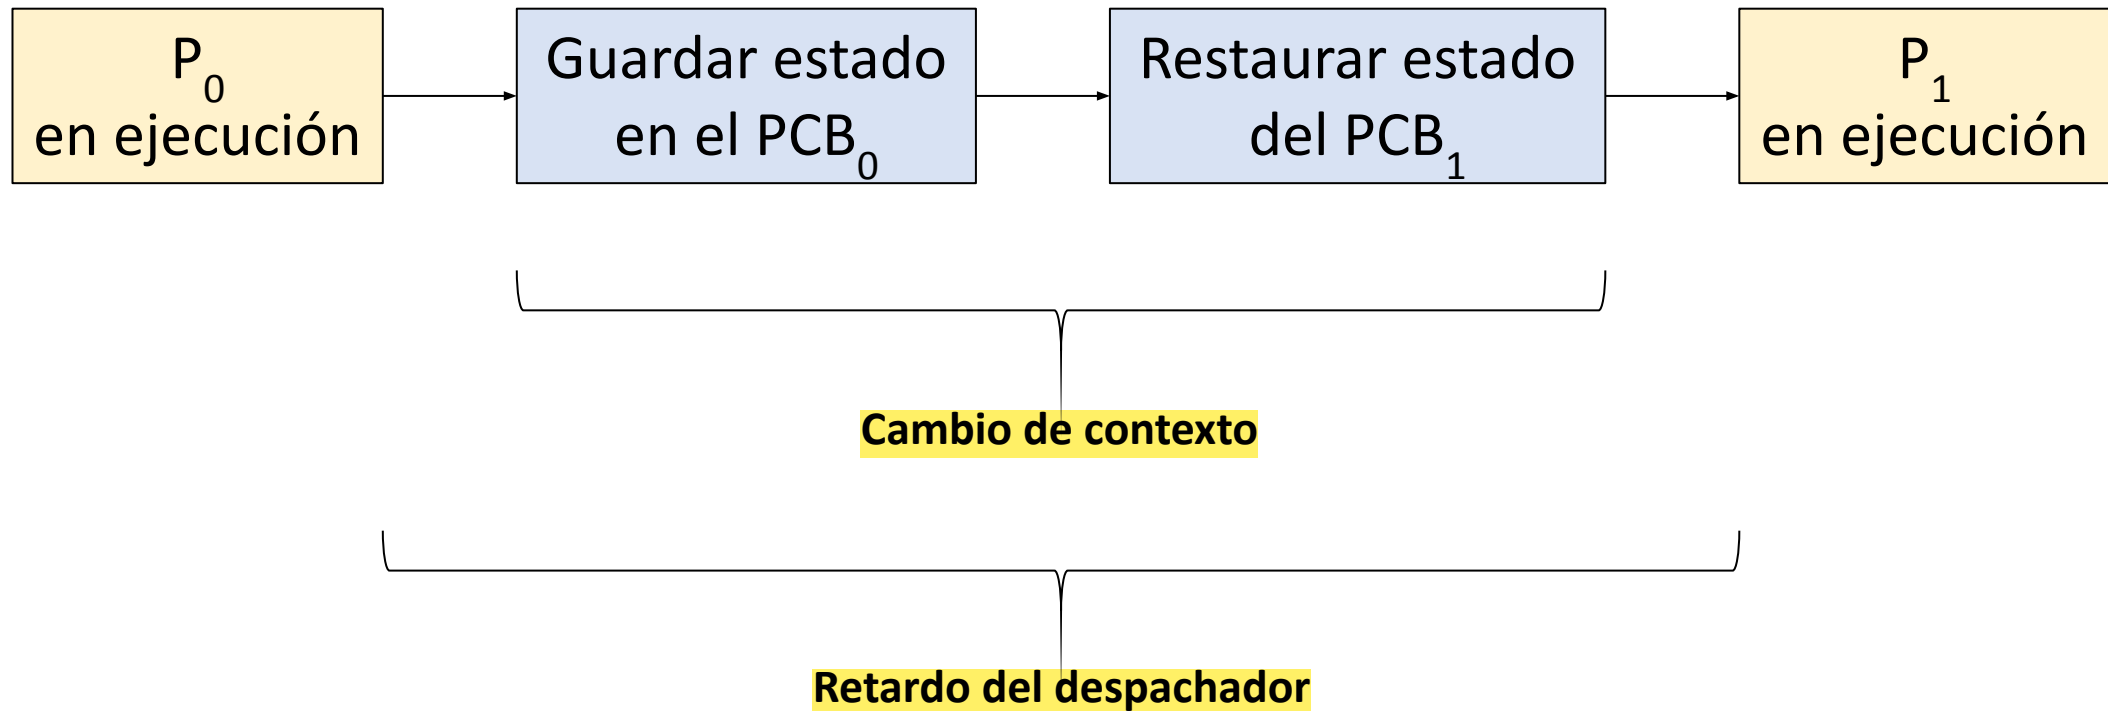 P₀
en ejecución
Guardar estado
en el PCB₀
Restaurar estado
del PCB₁
P₁
en ejecución
Cambio de contexto
Retardo del despachador